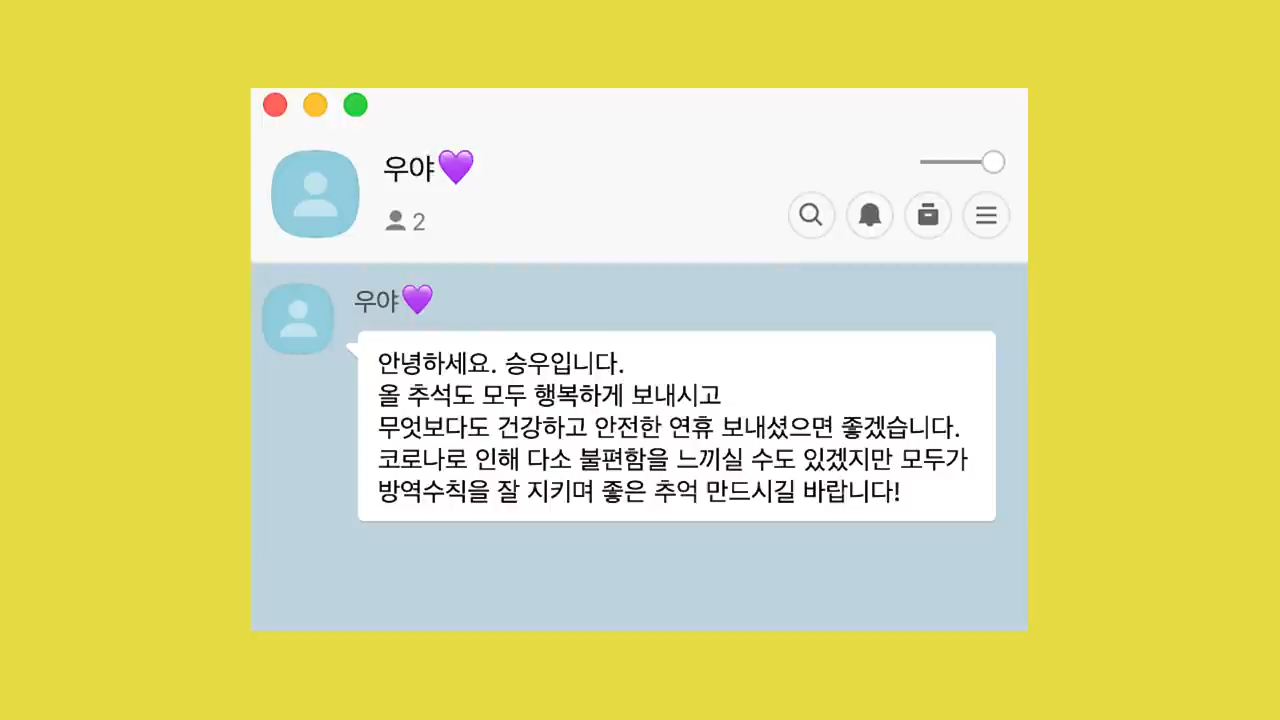 우야💜
2
우야💜
안녕하세요. 승우입니다.
올 추석도 모두 행복하게 보내시고
무엇보다도 건강하고 안전한 연휴 보내셨으면 좋겠습니다.
코로나로 인해 다소 불편함을 느끼실 수도 있겠지만 모두가
방역수칙을 잘 지키며 좋은 추억 만드시길 바랍니다!